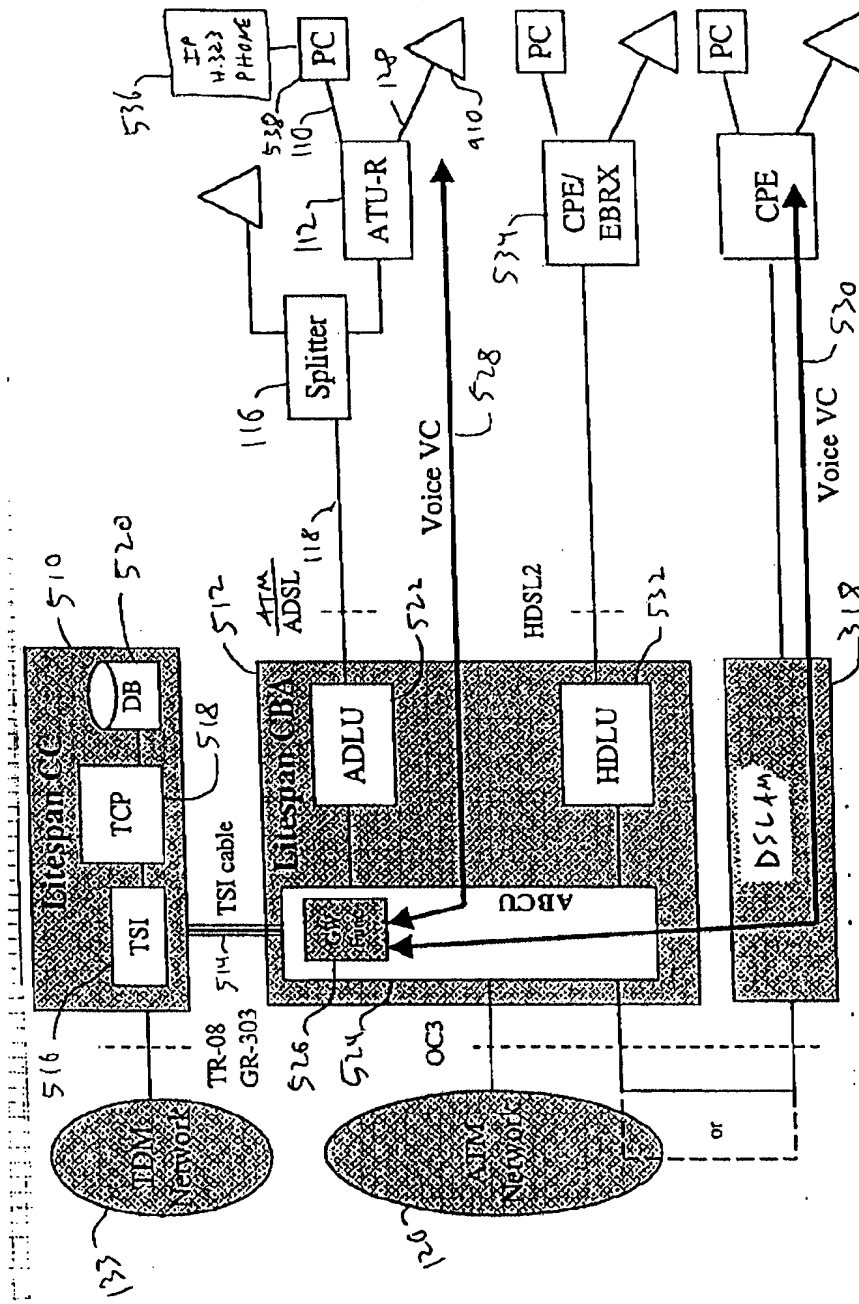 133
TDM
Network
TR-08
GR-303
516
TSI
TCP
DB
Litespan CC
510
520
518
TSI cable
514
120
ATM
Network
OC3
or
526
524
GW
Func
ABCU
Litespan CBA
512
ADLU
522
HDLU
532
ATM
ADSL
118
HDSL2
Voice VC
528
116
Splitter
112
ATU-R
110
538
PC
536
IP
H.323
PHONE
128
910
534
CPE/
EBRX
PC
DSLAM
318
Voice VC
530
CPE
PC